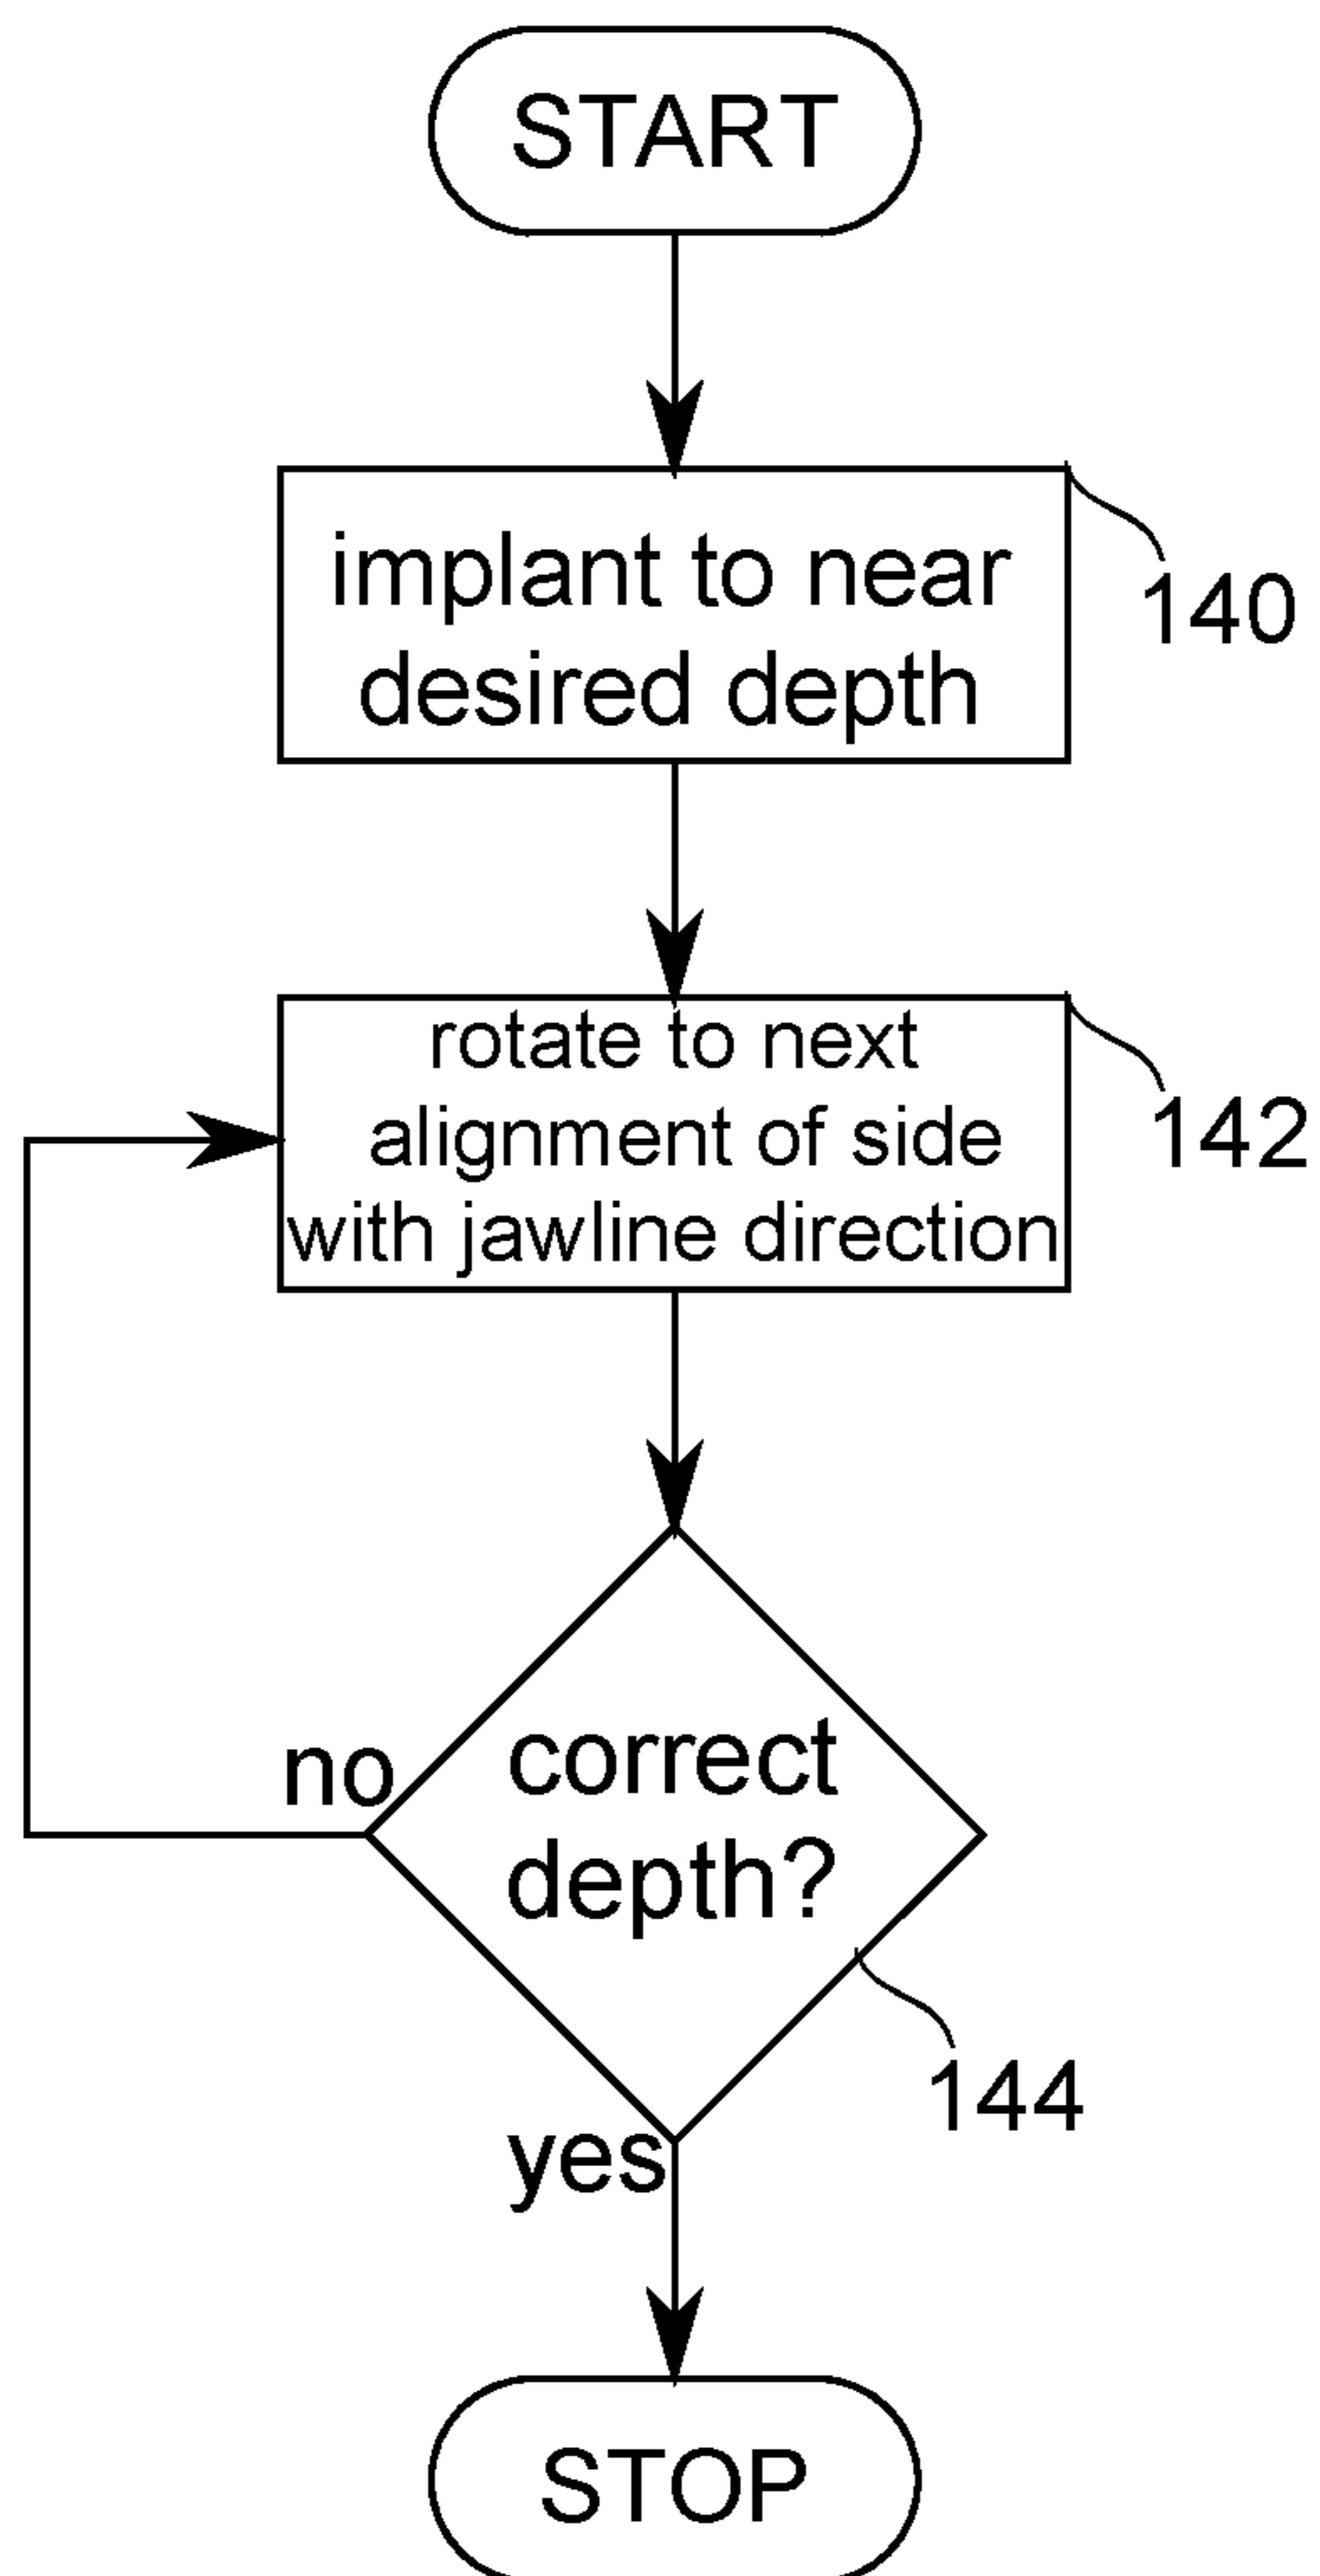 START
implant to near
desired depth
140
rotate to next
alignment of side
with jawline direction
142
correct
depth?
no
144
yes
STOP